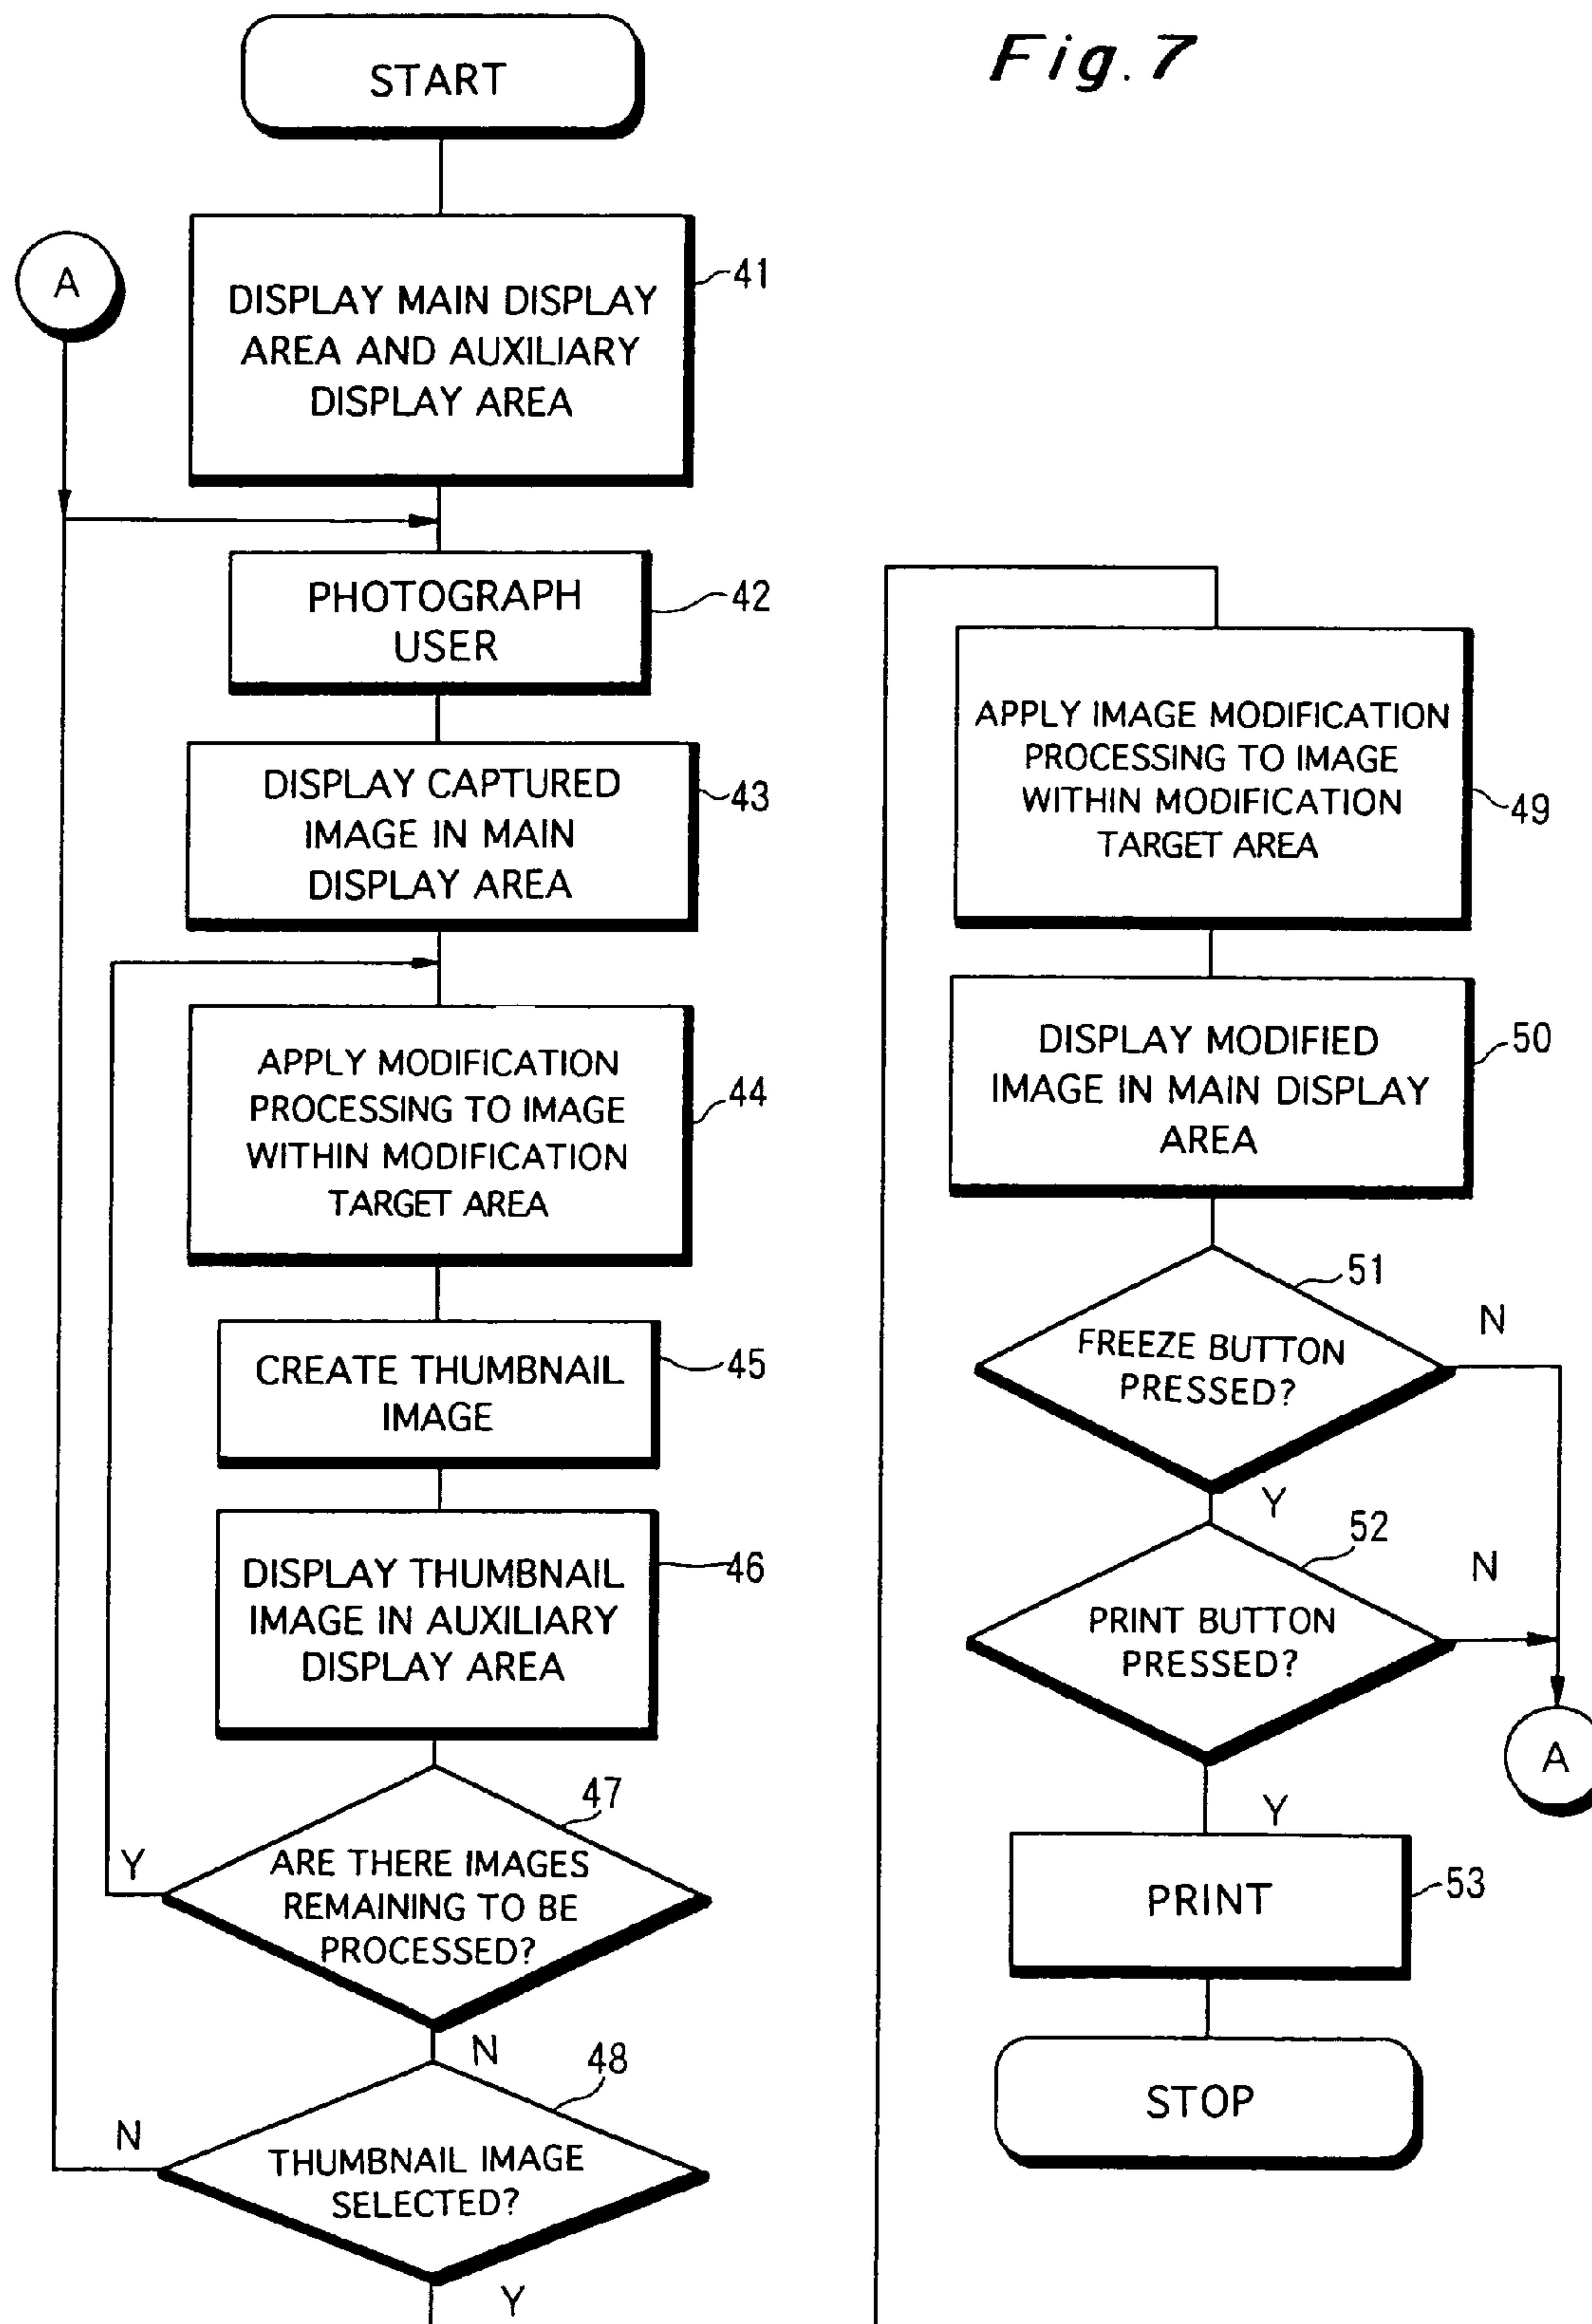 Fig. 7
START
A
DISPLAY MAIN DISPLAY
AREA AND AUXILIARY
DISPLAY AREA
41
PHOTOGRAPH
USER
42
DISPLAY CAPTURED
IMAGE IN MAIN
DISPLAY AREA
43
APPLY MODIFICATION
PROCESSING TO IMAGE
WITHIN MODIFICATION
TARGET AREA
44
CREATE THUMBNAIL
IMAGE
45
DISPLAY THUMBNAIL
IMAGE IN AUXILIARY
DISPLAY AREA
46
47
Y
ARE THERE IMAGES
REMAINING TO BE
PROCESSED?
N
48
N
THUMBNAIL IMAGE
SELECTED?
Y
APPLY IMAGE MODIFICATION
PROCESSING TO IMAGE
WITHIN MODIFICATION
TARGET AREA
49
DISPLAY MODIFIED
IMAGE IN MAIN DISPLAY
AREA
50
51
N
FREEZE BUTTON
PRESSED?
Y
52
N
PRINT BUTTON
PRESSED?
A
Y
PRINT
53
STOP